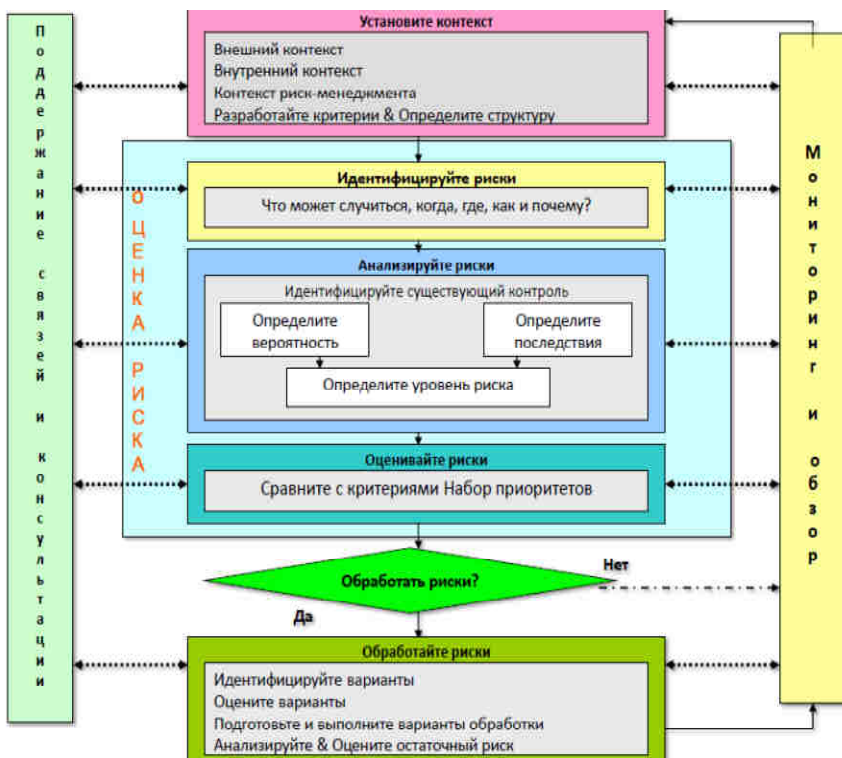 Поддержание связей и консультации
Установите контекст
Внешний контекст
Внутренний контекст
Контекст риск-менеджмента
Разработайте критерии & Определите структуру
ОЦЕНКА РИСКА
Идентифицируйте риски
Что может случиться, когда, где, как и почему?
Анализируйте риски
Идентифицируйте существующий контроль
Определите
вероятность
Определите
последствия
Определите уровень риска
Оценивайте риски
Сравните с критериями Набор приоритетов
Обработать риски?
Нет
Да
Обработайте риски
Идентифицируйте варианты
Оцените варианты
Подготовьте и выполните варианты обработки
Анализируйте & Оцените остаточный риск
Мониторинг и обзор